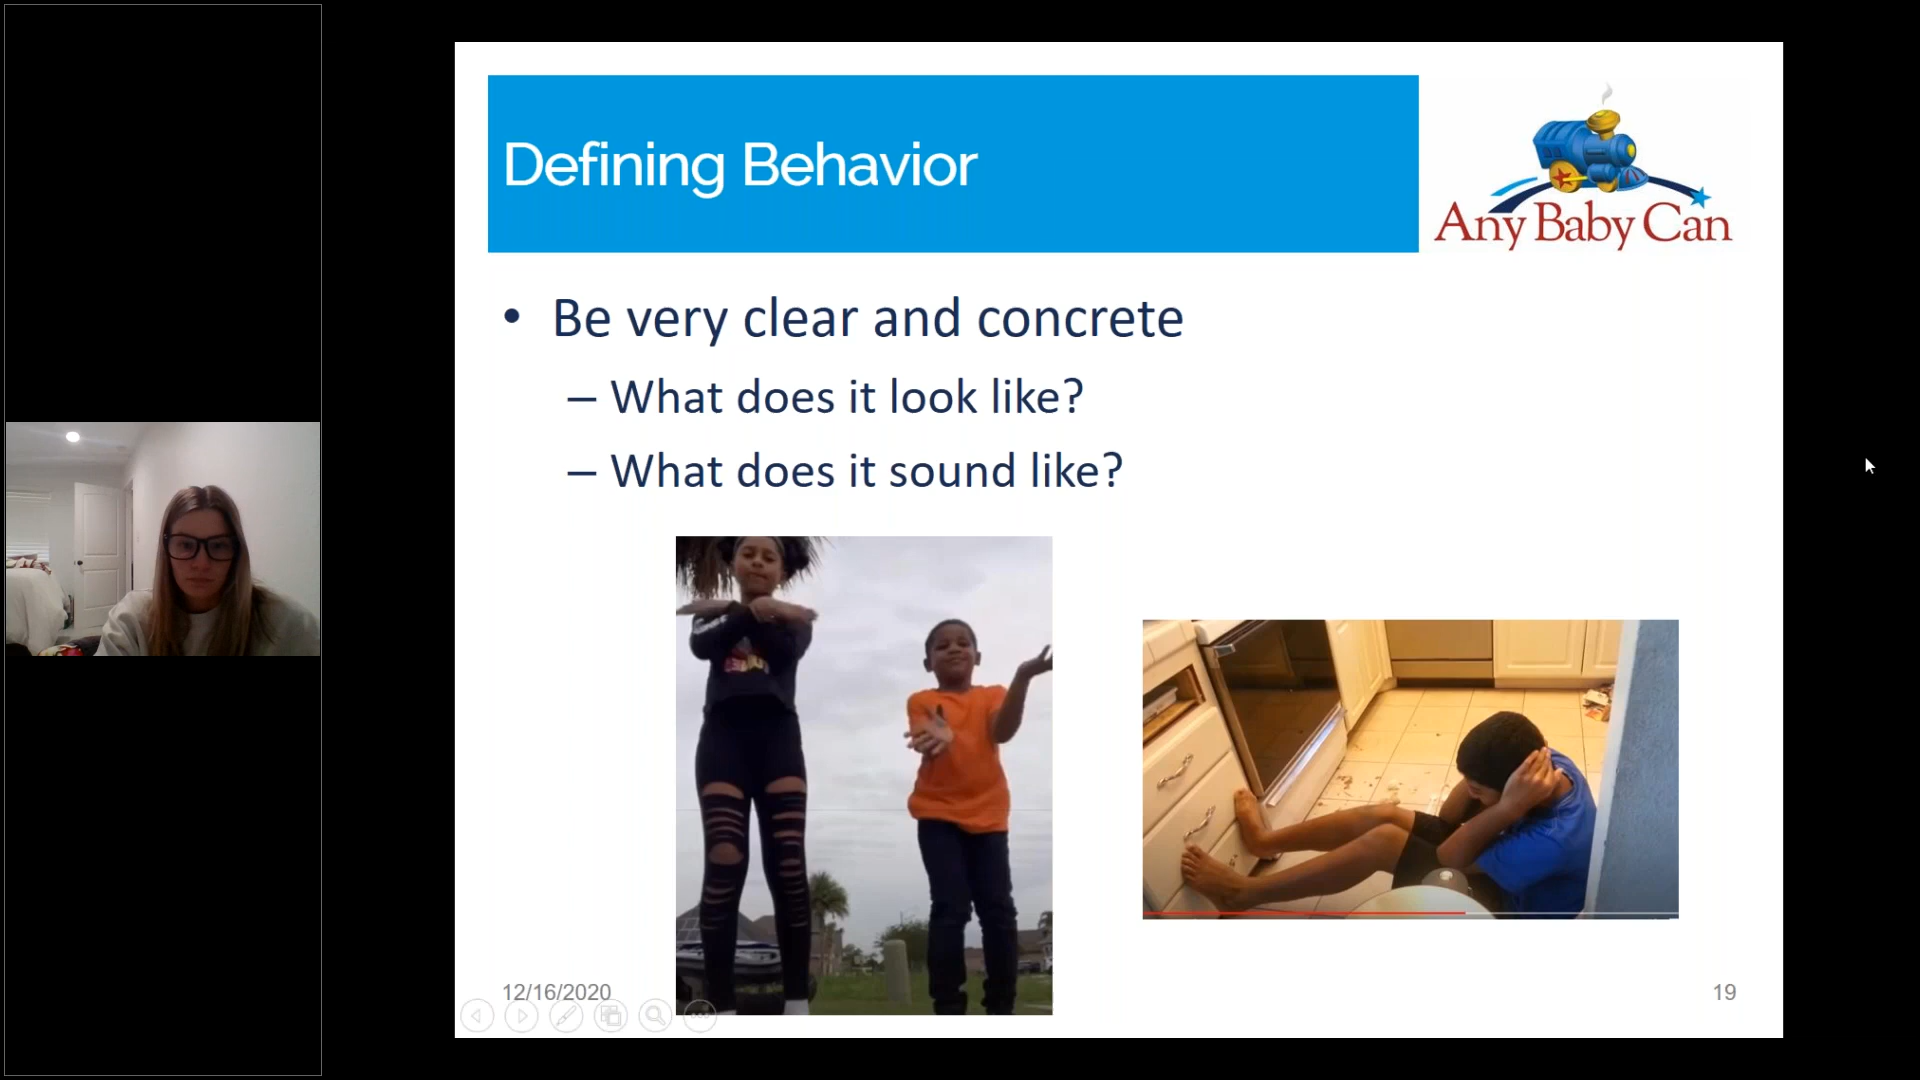 Defining Behavior
Any Baby Can
• Be very clear and concrete
– What does it look like?
– What does it sound like?
12/16/2020
19